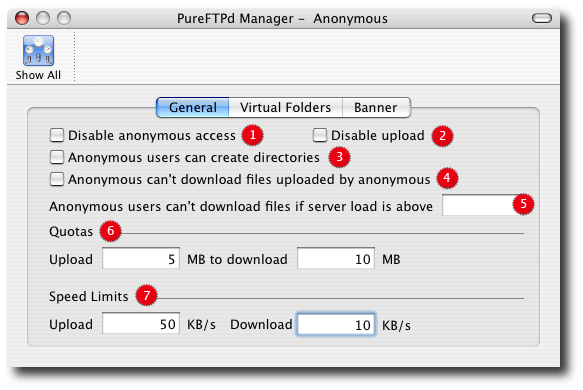 PureFTPd Manager - Anonymous
Show All
General Virtual Folders Banner
Disable anonymous access 1 Disable upload 2
Anonymous users can create directories 3
Anonymous can't download files uploaded by anonymous 4
Anonymous users can't download files if server load is above 5
Quotas 6
Upload 5 MB to download 10 MB
Speed Limits 7
Upload 50 KB/s Download 10 KB/s